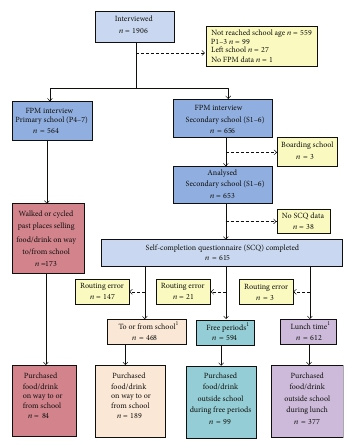 Interviewed
n = 1906
Not reached school age n = 559
P1–3 n = 99
Left school n = 27
No FPM data n = 1
FPM interview
Primary school (P4–7)
n = 564
FPM interview
Secondary school (S1–6)
n = 656
Boarding school
n = 3
Analysed
Secondary school (S1–6)
n = 653
Walked or cycled
past places selling
food/drink on way
to/from school
n =173
No SCQ data
n = 38
Self-completion questionnaire (SCQ) completed
n = 615
Routing error
n = 147
Routing error
n = 21
Routing error
n = 3
To or from school‡
n = 468
Free periods‡
n = 594
Lunch time‡
n = 612
Purchased
food/drink
on way to or
from school
n = 84
Purchased
food/drink
on way to or
from school
n = 189
Purchased
food/drink
outside school
during free periods
n = 99
Purchased
food/drink
outside school
during lunch
n = 377